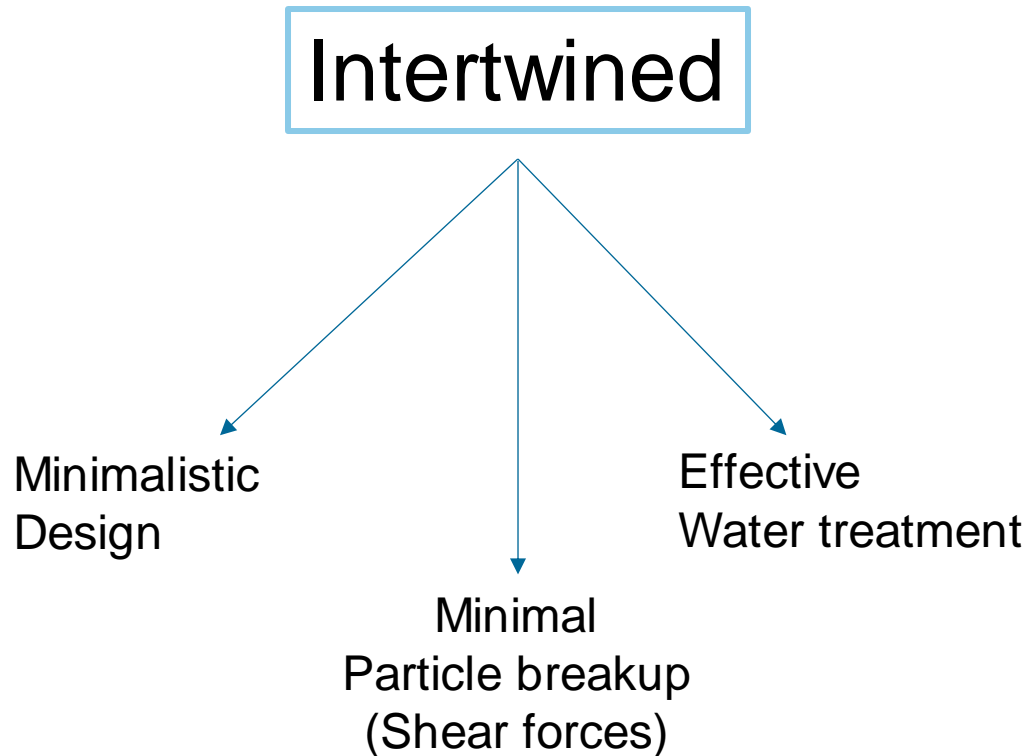 Intertwined
Minimalistic
Design
Effective
Water treatment
Minimal
Particle breakup
(Shear forces)